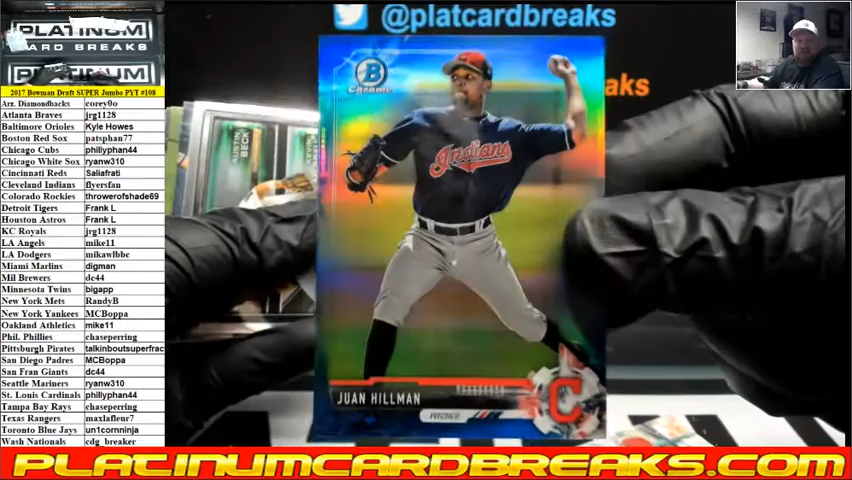 PLATINUM
CARD BREAKS
PLATINUM
@platcardbreaks
2017 Bowman Draft SUPER Jumbo PYT #108
Arz. Diamondbacks corey9o
Atlanta Braves jrg1128
Baltimore Orioles Kyle Howes
Boston Red Sox patsphan77
Chicago Cubs phillyphan44
Chicago White Sox ryanw310
Cincinnati Reds Saliafrati
Cleveland Indians flyersfan
Colorado Rockies throwerofshade69
Detroit Tigers Frank L
Houston Astros Frank L
KC Royals jrg1128
LA Angels mike11
LA Dodgers mikawlbbc
Miami Marlins digman
Mil Brewers dc44
Minnesota Twins bigapp
New York Mets RandyB
New York Yankees MCBoppa
Oakland Athletics mike11
Phil. Phillies chaseperring
Pittsburgh Pirates talkinboutsuperfrac
San Diego Padres MCBoppa
San Fran Giants dc44
Seattle Mariners ryanw310
St. Louis Cardinals phillyphan44
Tampa Bay Rays chaseperring
Texas Rangers maxlafleur7
Toronto Blue Jays un1cornninja
Wash Nationals cdg_breaker
B
Chrome
Indians
AUSTIN BECK
aks
JUAN HILLMAN
PITCHER
C
PLATINUMCARDBREAKS.COM